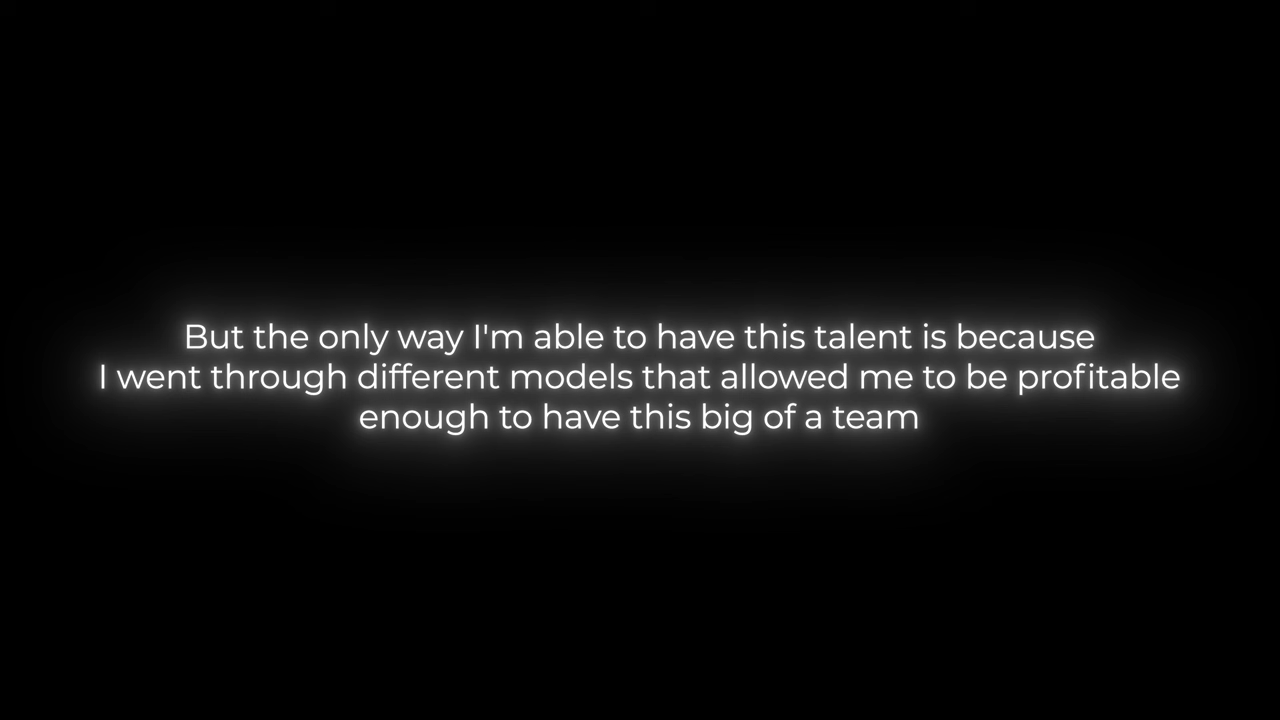 But the only way I'm able to have this talent is because
I went through different models that allowed me to be profitable
enough to have this big of a team